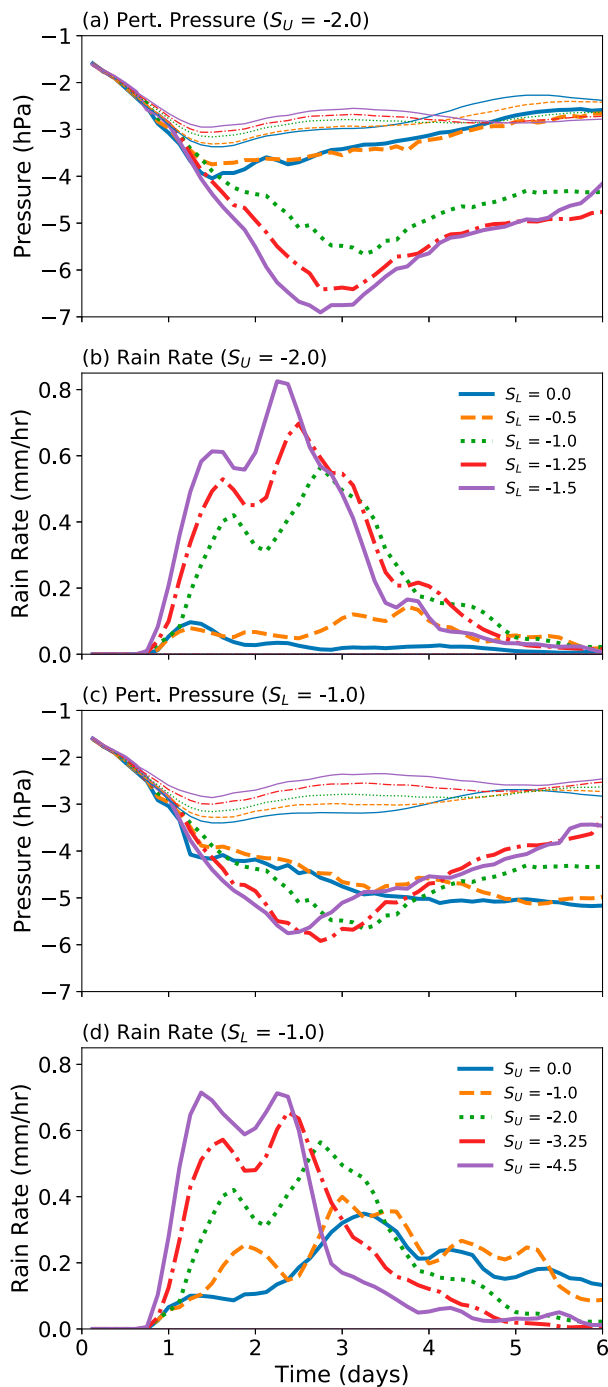 (a) Pert. Pressure (S_U = -2.0)
Pressure (hPa)
−1
−2
−3
−4
−5
−6
−7
(b) Rain Rate (S_U = -2.0)
Rain Rate (mm/hr)
0.8
0.6
0.4
0.2
0.0
S_L = 0.0
S_L = -0.5
S_L = -1.0
S_L = -1.25
S_L = -1.5
(c) Pert. Pressure (S_L = -1.0)
Pressure (hPa)
−1
−2
−3
−4
−5
−6
−7
(d) Rain Rate (S_L = -1.0)
Rain Rate (mm/hr)
0.8
0.6
0.4
0.2
0.0
S_U = 0.0
S_U = -1.0
S_U = -2.0
S_U = -3.25
S_U = -4.5
0 1 2 3 4 5 6
Time (days)